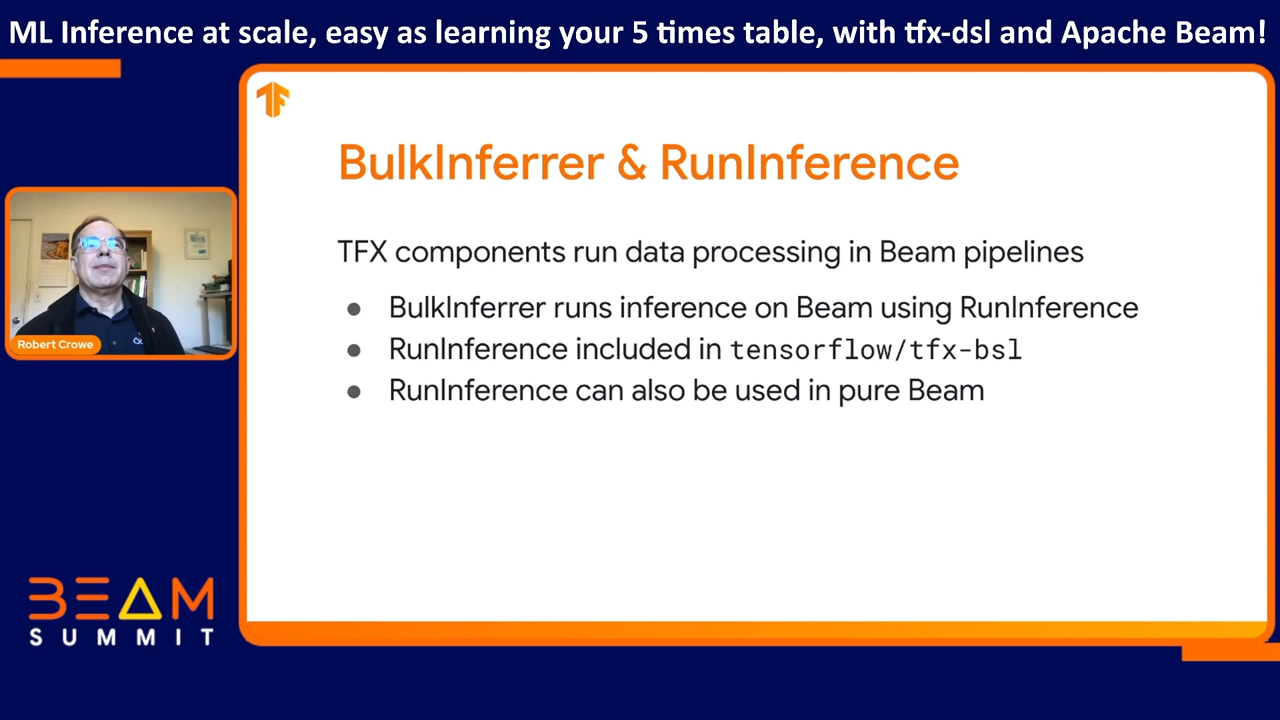 ML Inference at scale, easy as learning your 5 times table, with tfx-dsl and Apache Beam!
BulkInferrer & RunInference
TFX components run data processing in Beam pipelines
● BulkInferrer runs inference on Beam using RunInference
● RunInference included in tensorflow/tfx-bsl
● RunInference can also be used in pure Beam
Robert Crowe
BEAM
SUMMIT